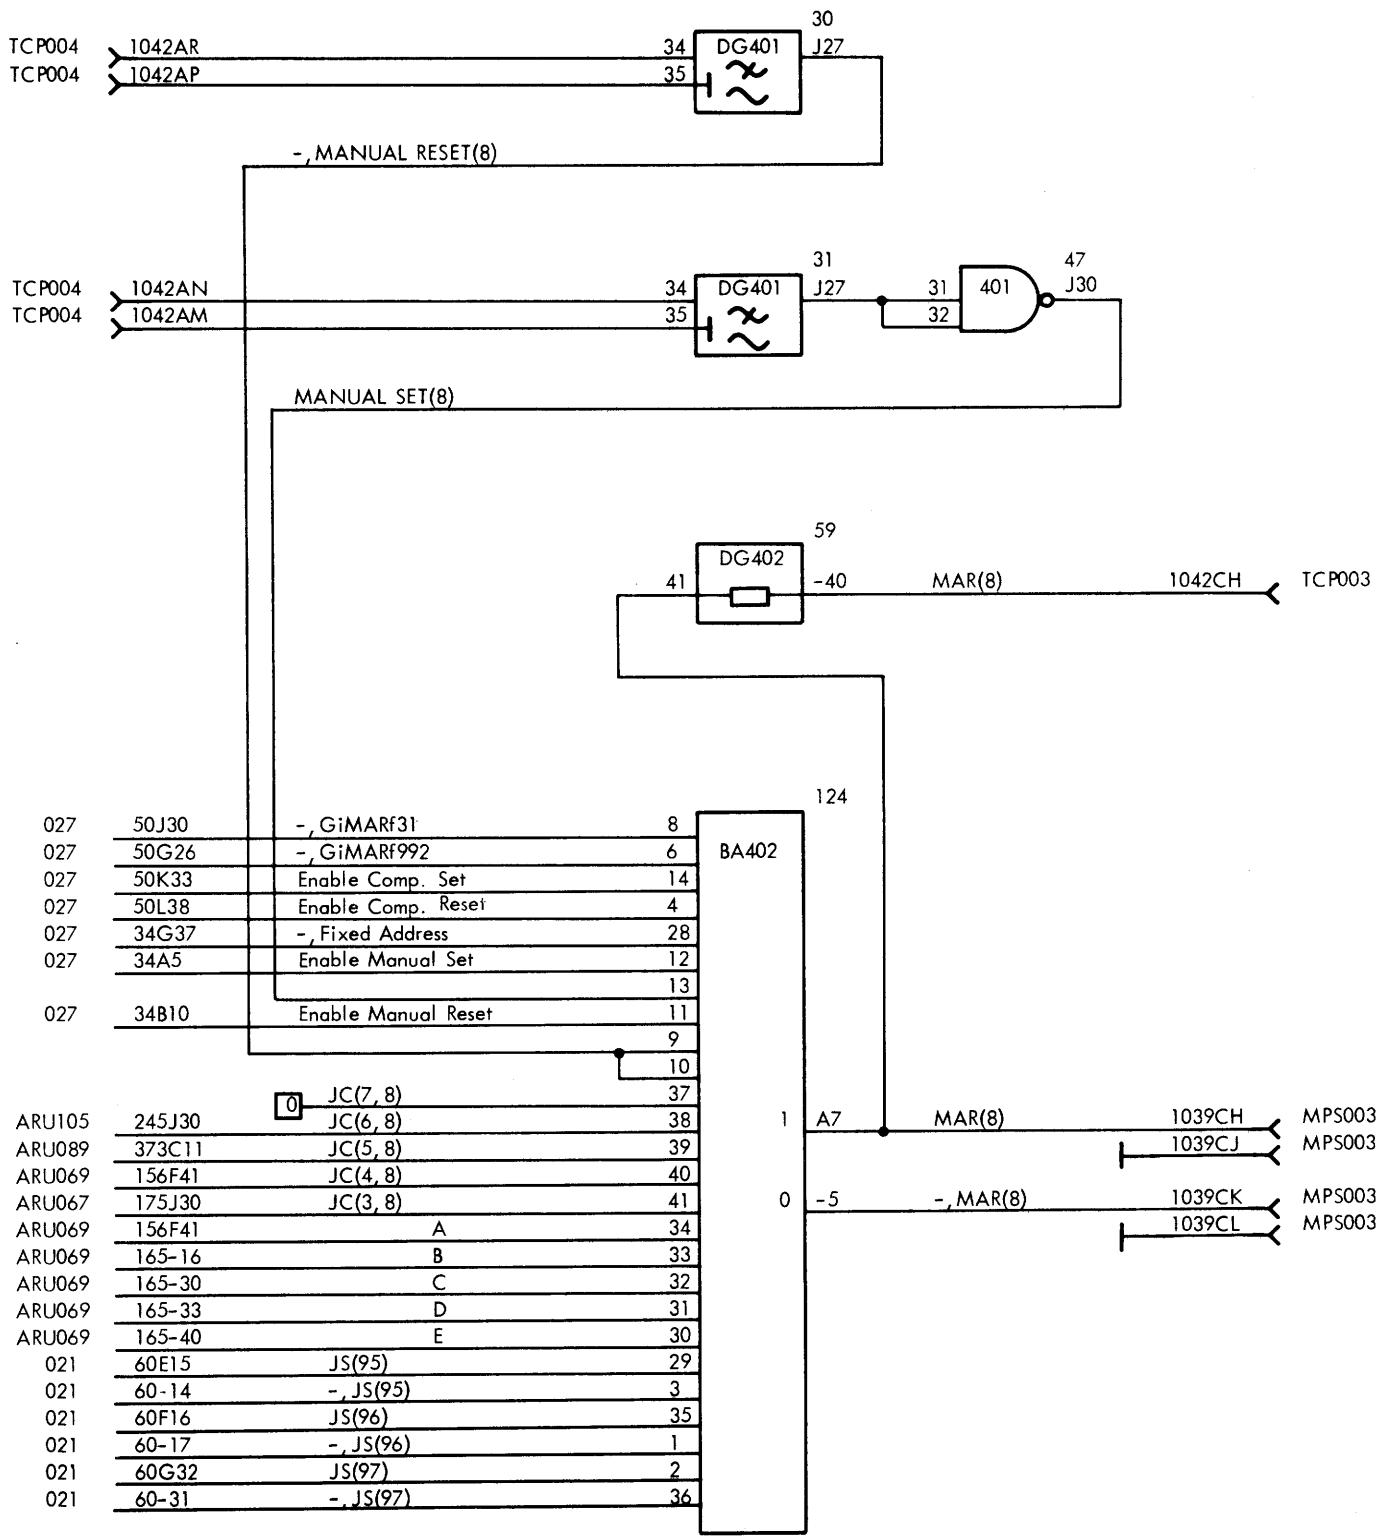 30
TCP004 1042AR 34 DG401 J27
TCP004 1042AP 35
-, MANUAL RESET(8)
31 47
TCP004 1042AN 34 DG401 J27 31 401 J30
TCP004 1042AM 35 32
MANUAL SET(8)
59
DG402
41 -40 MAR(8) 1042CH TCP003
124
027 50J30 -, GiMARf31 8
027 50G26 -, GiMARf992 6 BA402
027 50K33 Enable Comp. Set 14
027 50L38 Enable Comp. Reset 4
027 34G37 -, Fixed Address 28
027 34A5 Enable Manual Set 12
13
027 34B10 Enable Manual Reset 11
9
10
0 JC(7, 8) 37
ARU105 245J30 JC(6, 8) 38 1 A7 MAR(8) 1039CH MPS003
ARU089 373C11 JC(5, 8) 39 1039CJ MPS003
ARU069 156F41 JC(4, 8) 40
ARU067 175J30 JC(3, 8) 41 0 -5 -, MAR(8) 1039CK MPS003
ARU069 156F41 A 34 1039CL MPS003
ARU069 165-16 B 33
ARU069 165-30 C 32
ARU069 165-33 D 31
ARU069 165-40 E 30
021 60E15 JS(95) 29
021 60-14 -, JS(95) 3
021 60F16 JS(96) 35
021 60-17 -, JS(96) 1
021 60G32 JS(97) 2
021 60-31 -, JS(97) 36